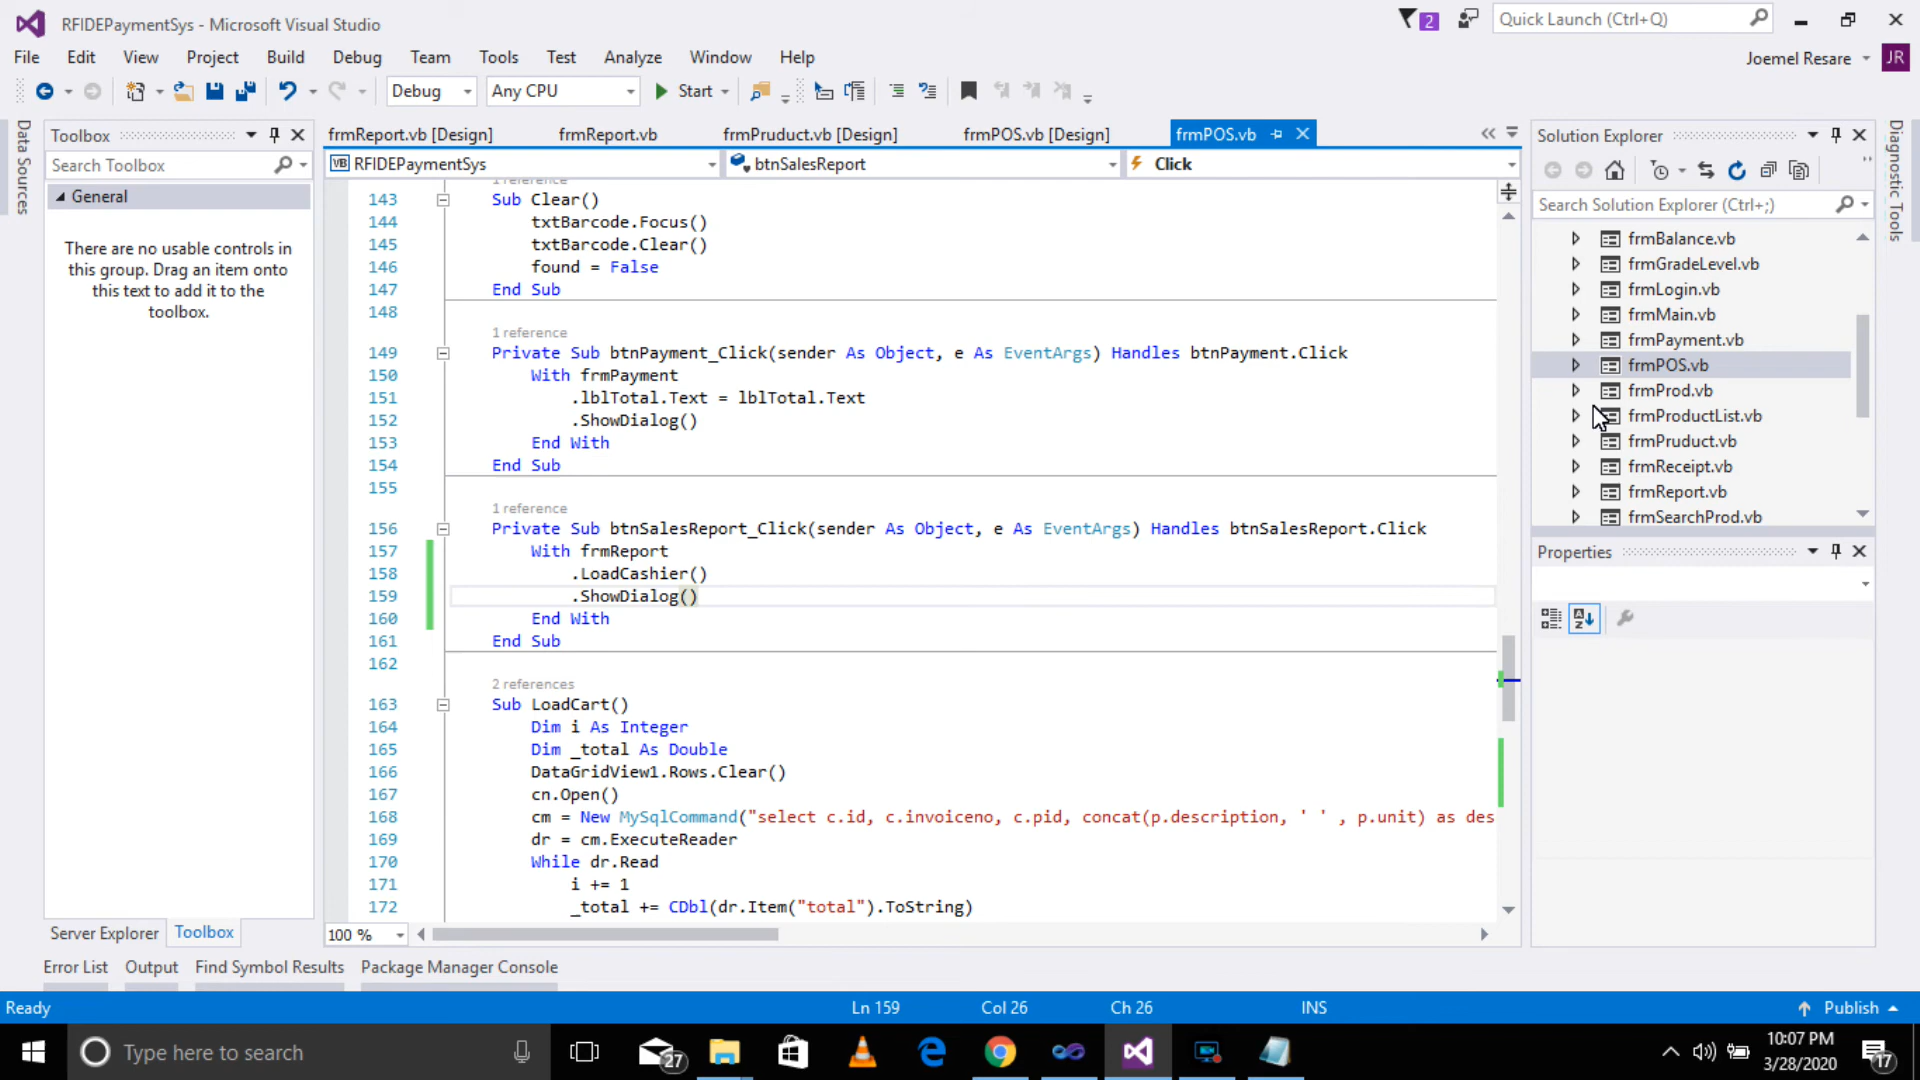 RFIDEPaymentSys - Microsoft Visual Studio
2
Quick Launch (Ctrl+Q)
File Edit View Project Build Debug Team Tools Test Analyze Window Help
Joemel Resare JR
Debug Any CPU Start
Data Sources
Toolbox
Search Toolbox
General
There are no usable controls in
this group. Drag an item onto
this text to add it to the
toolbox.
Server Explorer Toolbox
frmReport.vb [Design] frmReport.vb frmPruduct.vb [Design] frmPOS.vb [Design] frmPOS.vb
VB RFIDEPaymentSys btnSalesReport Click
143 Sub Clear()
144 txtBarcode.Focus()
145 txtBarcode.Clear()
146 found = False
147 End Sub
148
1 reference
149 Private Sub btnPayment_Click(sender As Object, e As EventArgs) Handles btnPayment.Click
150 With frmPayment
151 .lblTotal.Text = lblTotal.Text
152 .ShowDialog()
153 End With
154 End Sub
155
1 reference
156 Private Sub btnSalesReport_Click(sender As Object, e As EventArgs) Handles btnSalesReport.Click
157 With frmReport
158 .LoadCashier()
159 .ShowDialog()
160 End With
161 End Sub
162
2 references
163 Sub LoadCart()
164 Dim i As Integer
165 Dim _total As Double
166 DataGridView1.Rows.Clear()
167 cn.Open()
168 cm = New MySqlCommand("select c.id, c.invoiceno, c.pid, concat(p.description, ' ' , p.unit) as des
169 dr = cm.ExecuteReader
170 While dr.Read
171 i += 1
172 _total += CDbl(dr.Item("total").ToString)
100 %
Solution Explorer
Search Solution Explorer (Ctrl+;)
frmBalance.vb
frmGradeLevel.vb
frmLogin.vb
frmMain.vb
frmPayment.vb
frmPOS.vb
frmProd.vb
frmProductList.vb
frmPruduct.vb
frmReceipt.vb
frmReport.vb
frmSearchProd.vb
Properties
Diagnostic Tools
Error List Output Find Symbol Results Package Manager Console
Ready Ln 159 Col 26 Ch 26 INS Publish
Type here to search
27
10:07 PM
3/28/2020
17